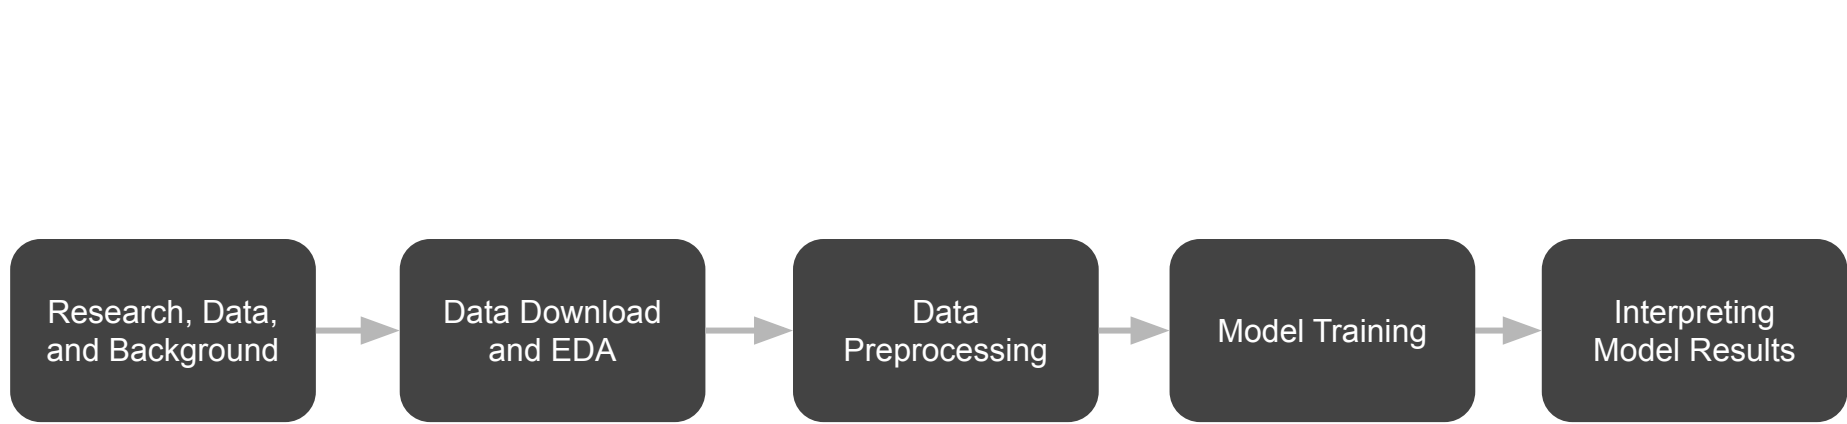 Research, Data,
and Background
Data Download
and EDA
Data
Preprocessing
Model Training
Interpreting
Model Results